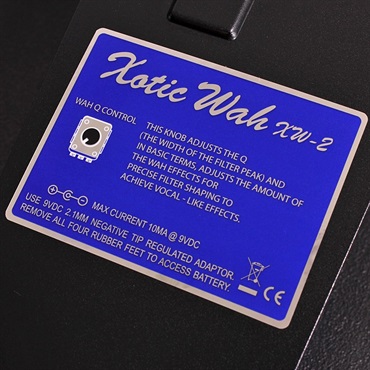 Xotic Wah XW-2
WAH Q CONTROL
THIS KNOB ADJUSTS THE Q
(THE WIDTH OF THE FILTER PEAK) AND
IN BASIC TERMS, ADJUSTS THE AMOUNT OF
THE WAH EFFECTS FOR
PRECISE FILTER SHAPING TO
ACHIEVE VOCAL - LIKE EFFECTS.
MAX CURRENT 10MA @ 9VDC
USE 9VDC 2.1MM NEGATIVE TIP REGULATED ADAPTOR.
REMOVE ALL FOUR RUBBER FEET TO ACCESS BATTERY.
CE